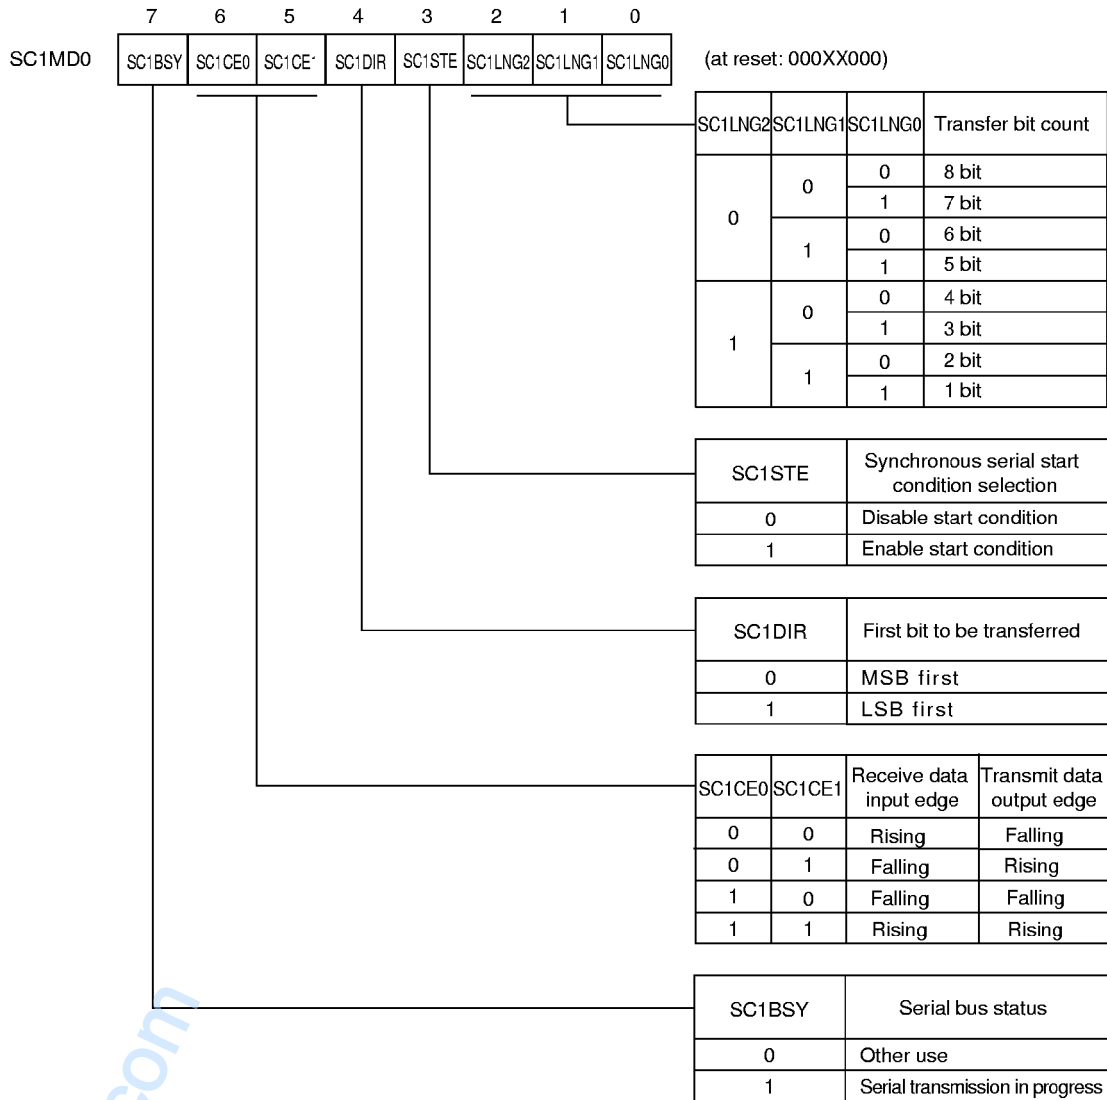 7 6 5 4 3 2 1 0
SC1MD0 SC1BSY SC1CE0 SC1CE1 SC1DIR SC1STE SC1LNG2 SC1LNG1 SC1LNG0 (at reset: 000XX000)
SC1LNG2 SC1LNG1 SC1LNG0 Transfer bit count
0 0 0 8 bit
1 7 bit
1 0 6 bit
1 5 bit
1 0 0 4 bit
1 3 bit
1 0 2 bit
1 1 bit
SC1STE Synchronous serial start
condition selection
0 Disable start condition
1 Enable start condition
SC1DIR First bit to be transferred
0 MSB first
1 LSB first
SC1CE0 SC1CE1 Receive data Transmit data
input edge output edge
0 0 Rising Falling
0 1 Falling Rising
1 0 Falling Falling
1 1 Rising Rising
SC1BSY Serial bus status
0 Other use
1 Serial transmission in progress
.com